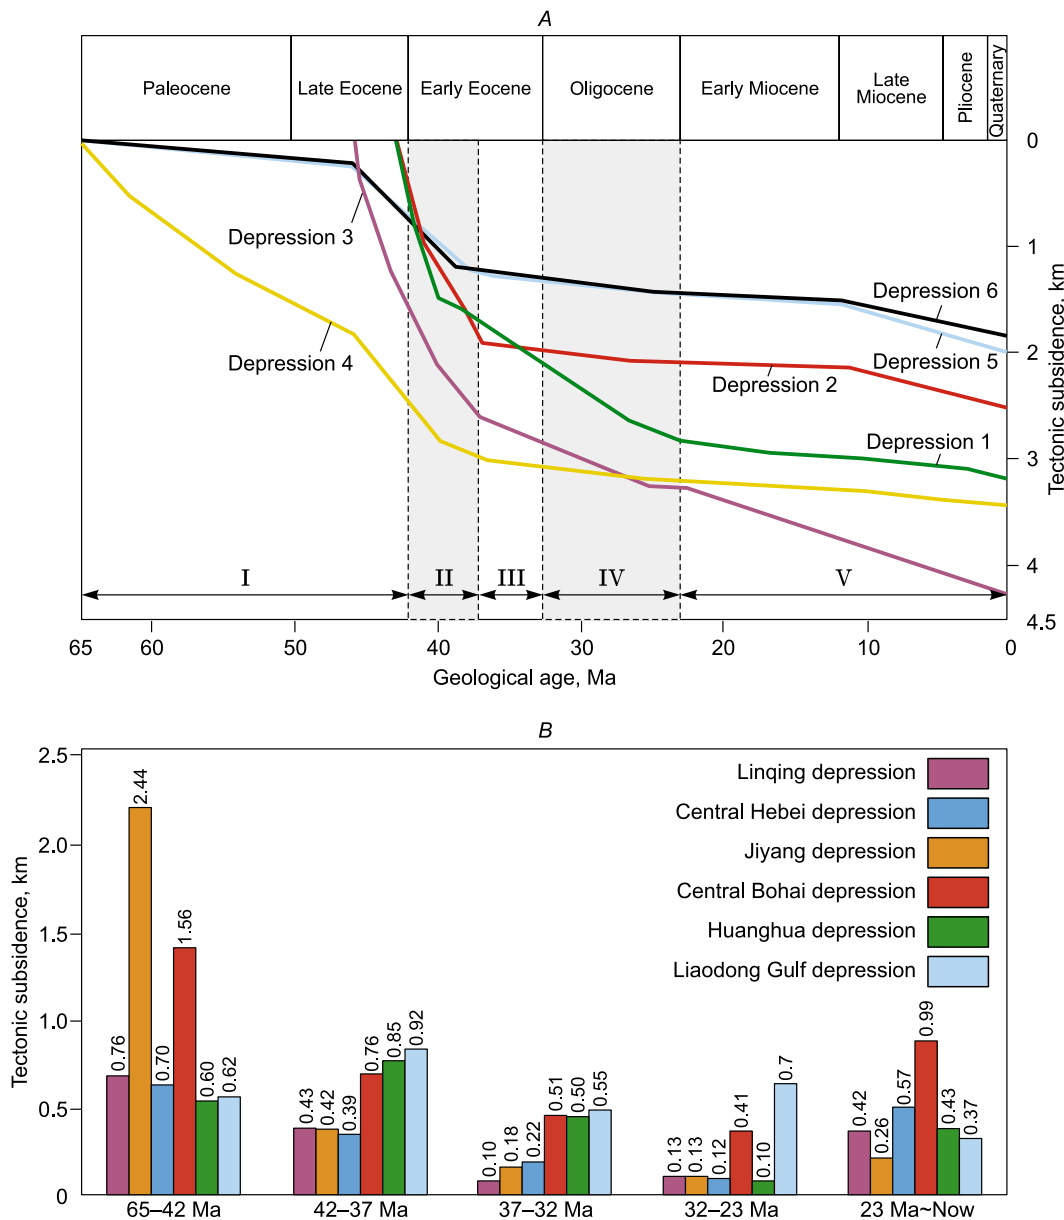 A
Paleocene
Late Eocene
Early Eocene
Oligocene
Early Miocene
Late
Miocene
Pliocene
Quaternary
0
1
2
3
4
4.5
Tectonic subsidence, km
Depression 3
Depression 4
Depression 6
Depression 5
Depression 2
Depression 1
I
II
III
IV
V
65
60
50
40
30
20
10
0
Geological age, Ma
B
2.5
2.0
1.5
1.0
0.5
0
Tectonic subsidence, km
Linqing depression
Central Hebei depression
Jiyang depression
Central Bohai depression
Huanghua depression
Liaodong Gulf depression
0.76
2.44
0.70
1.56
0.60
0.62
0.43
0.42
0.39
0.76
0.85
0.92
0.10
0.18
0.22
0.51
0.50
0.55
0.13
0.13
0.12
0.41
0.10
0.7
0.42
0.26
0.57
0.99
0.43
0.37
65–42 Ma
42–37 Ma
37–32 Ma
32–23 Ma
23 Ma~Now